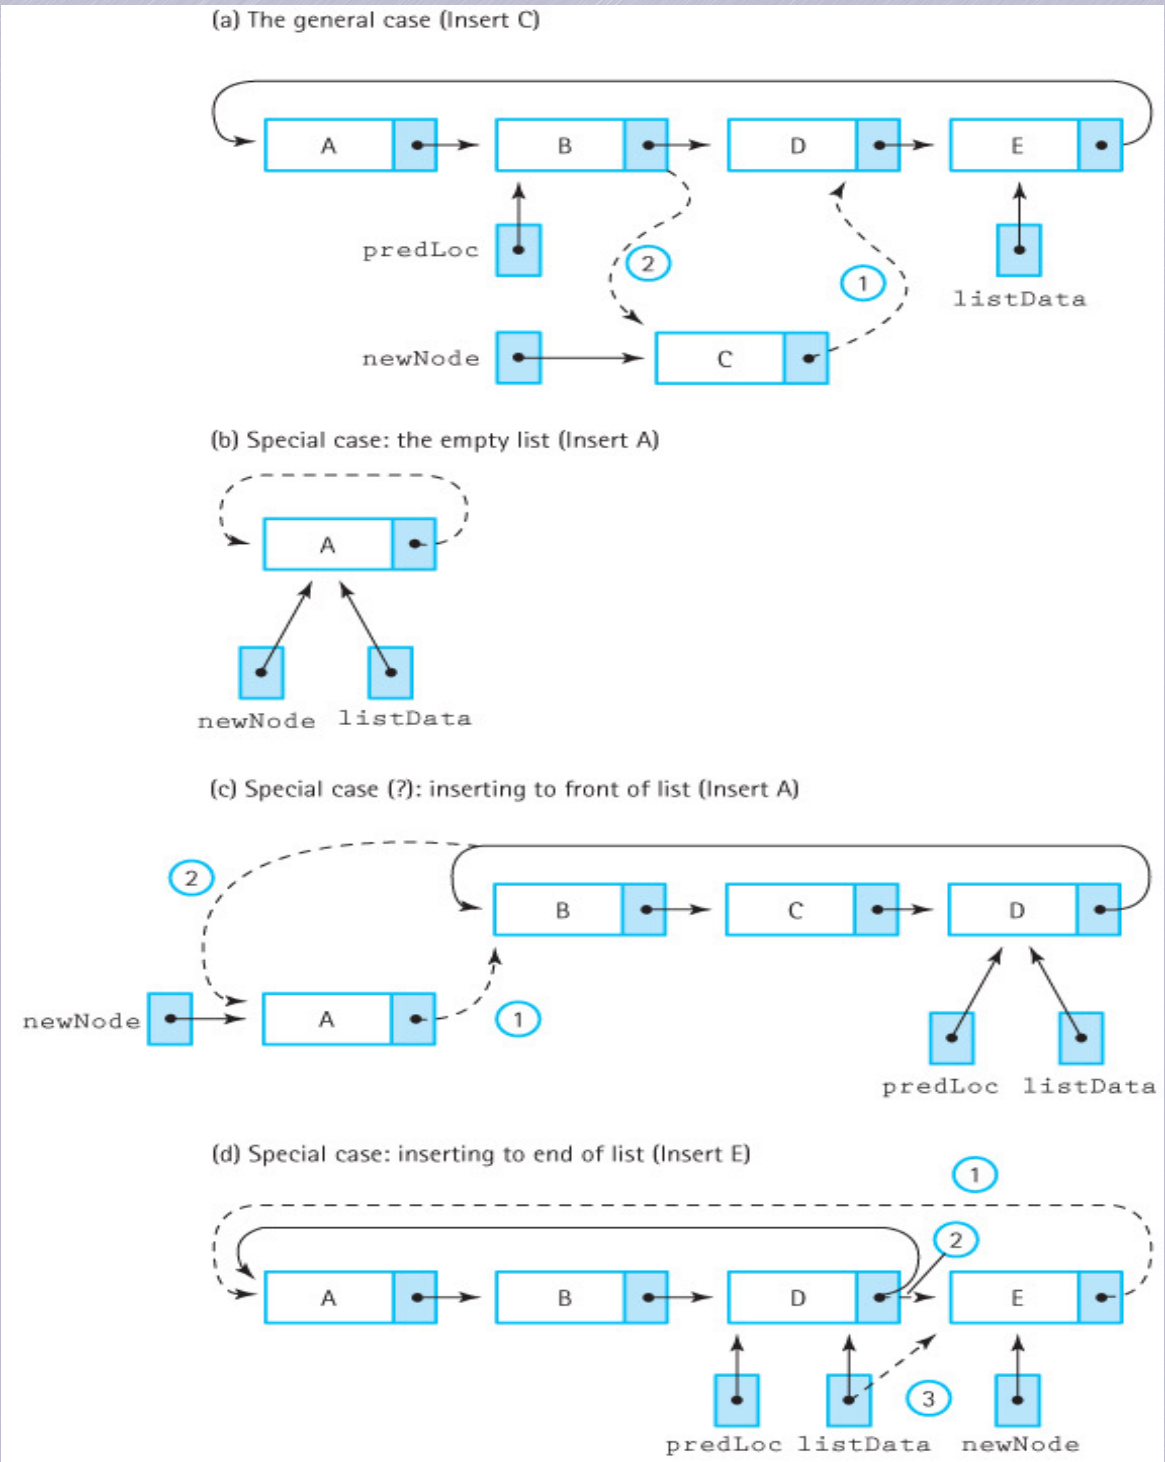 (a) The general case (Insert C)
A B D E
predLoc
2
1
listData
newNode
C
(b) Special case: the empty list (Insert A)
A
newNode listData
(c) Special case (?): inserting to front of list (Insert A)
2
B C D
newNode
A
1
predLoc listData
(d) Special case: inserting to end of list (Insert E)
1
2
A B D E
3
predLoc listData newNode